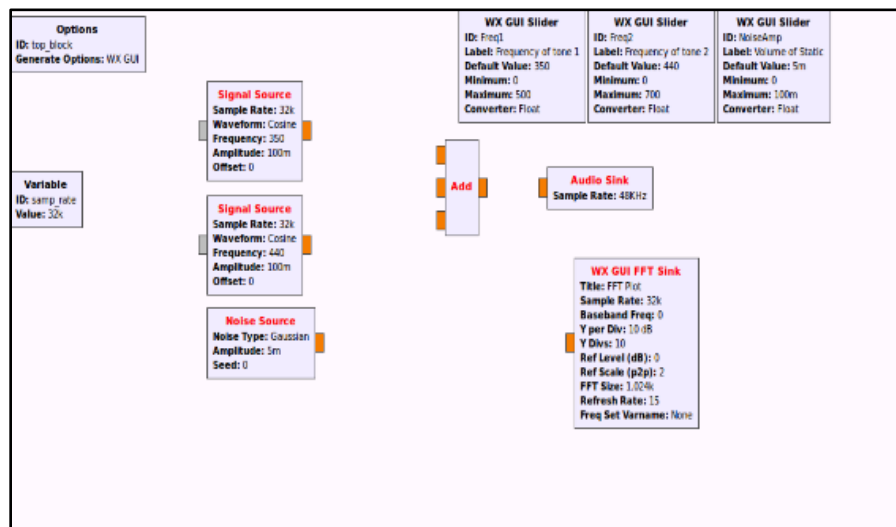 Options
ID: top_block
Generate Options: WX GUI
WX GUI Slider
ID: Freq1
Label: Frequency of tone 1
Default Value: 350
Minimum: 0
Maximum: 500
Converter: Float
WX GUI Slider
ID: Freq2
Label: Frequency of tone 2
Default Value: 440
Minimum: 0
Maximum: 700
Converter: Float
WX GUI Slider
ID: NoiseAmp
Label: Volume of Static
Default Value: 5m
Minimum: 0
Maximum: 100m
Converter: Float
Signal Source
Sample Rate: 32k
Waveform: Cosine
Frequency: 350
Amplitude: 100m
Offset: 0
Add
Audio Sink
Sample Rate: 48KHz
Variable
ID: samp_rate
Value: 32k
Signal Source
Sample Rate: 32k
Waveform: Cosine
Frequency: 440
Amplitude: 100m
Offset: 0
WX GUI FFT Sink
Title: FFT Plot
Sample Rate: 32k
Baseband Freq: 0
Y per Div: 10 dB
Y Divs: 10
Ref Level (dB): 0
Ref Scale (p2p): 2
FFT Size: 1.024k
Refresh Rate: 15
Freq Set Varname: None
Noise Source
Noise Type: Gaussian
Amplitude: 5m
Seed: 0